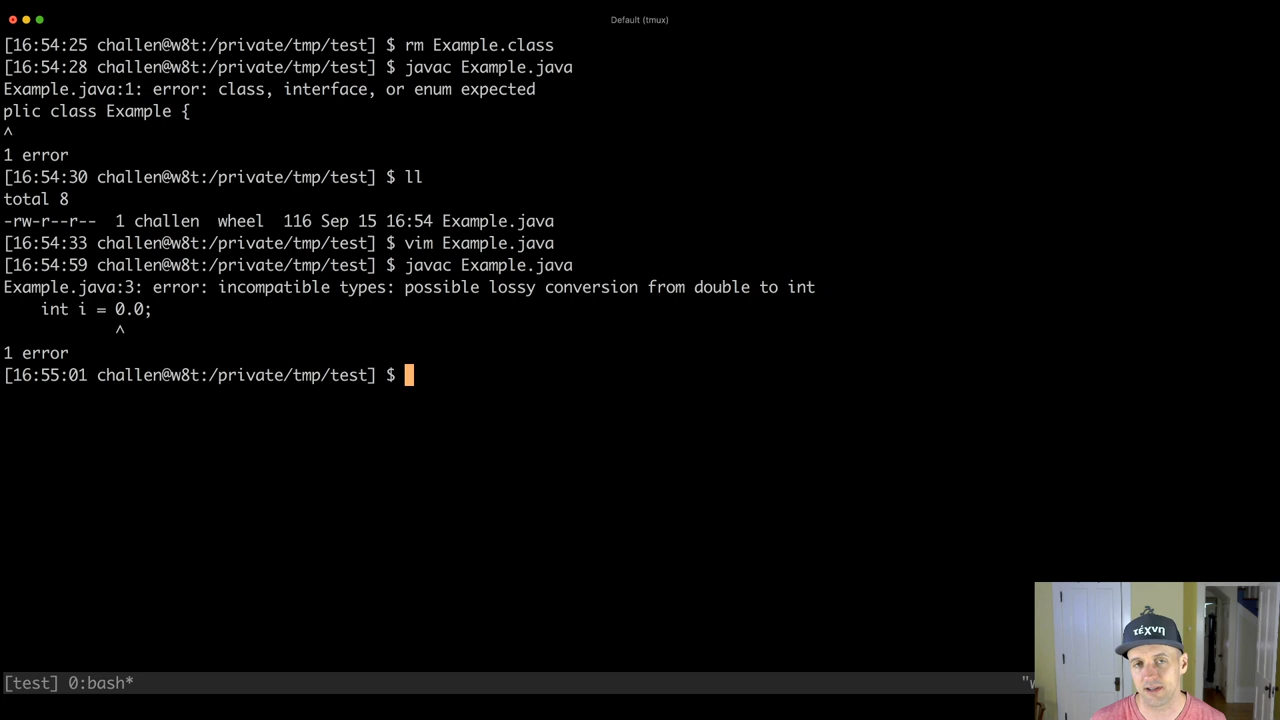 Default (tmux)
[16:54:25 challen@w8t:/private/tmp/test] $ rm Example.class
[16:54:28 challen@w8t:/private/tmp/test] $ javac Example.java
Example.java:1: error: class, interface, or enum expected
plic class Example {
^
1 error
[16:54:30 challen@w8t:/private/tmp/test] $ ll
total 8
-rw-r--r--  1 challen  wheel  116 Sep 15 16:54 Example.java
[16:54:33 challen@w8t:/private/tmp/test] $ vim Example.java
[16:54:59 challen@w8t:/private/tmp/test] $ javac Example.java
Example.java:3: error: incompatible types: possible lossy conversion from double to int
    int i = 0.0;
            ^
1 error
[16:55:01 challen@w8t:/private/tmp/test] $
τέχνη
[test] 0:bash*